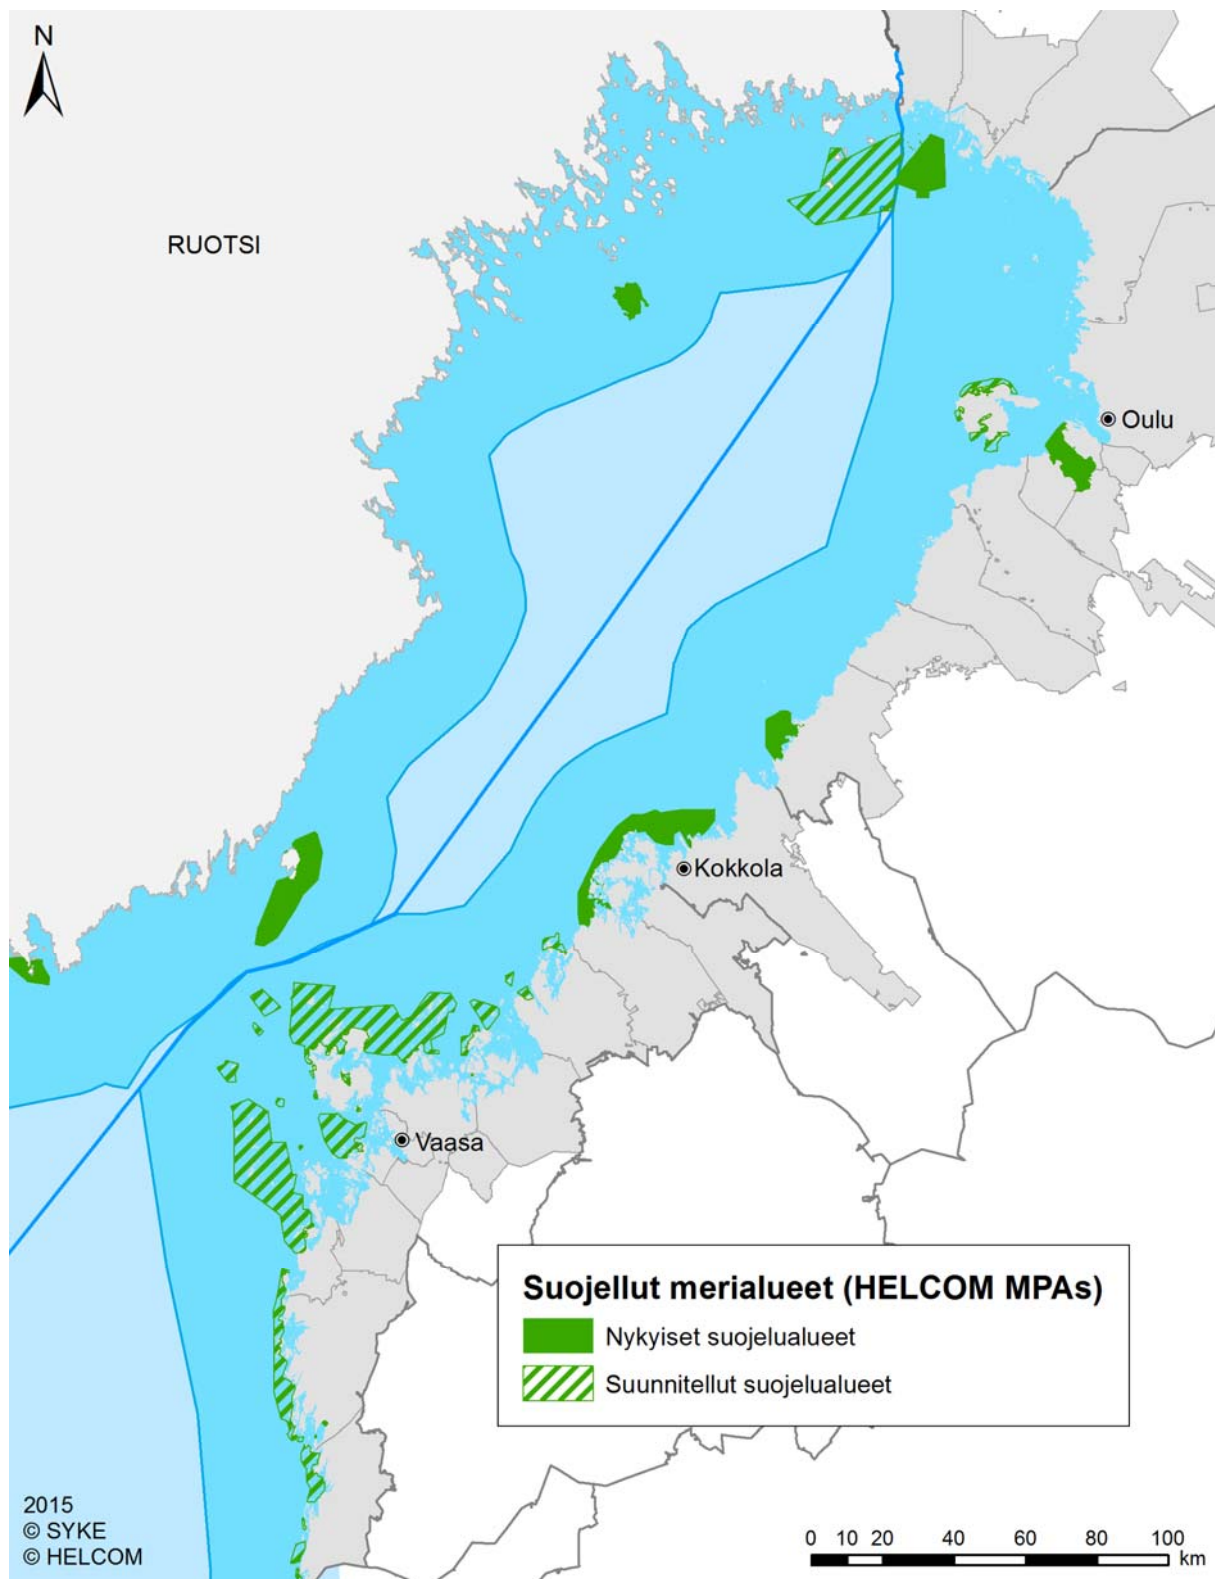 N
RUOTSI
Oulu
Kokkola
Vaasa
Suojellut merialueet (HELCOM MPAs)
Nykyiset suojelualueet
Suunnitellut suojelualueet
2015
© SYKE
© HELCOM
0 10 20 40 60 80 100
km